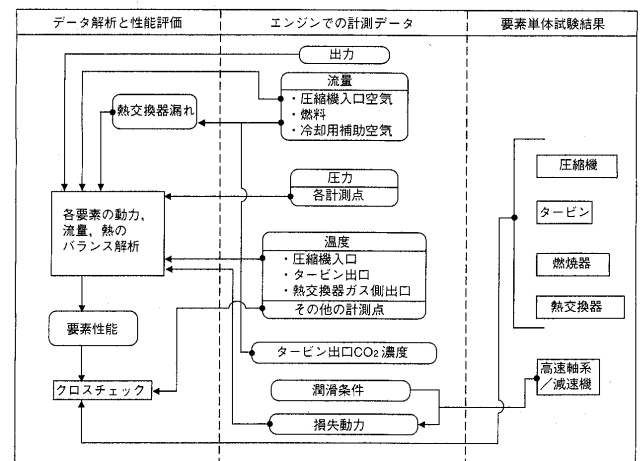 データ解析と性能評価
エンジンでの計測データ
要素単体試験結果
出力
流量
・圧縮機入口空気
・燃料
・冷却用補助空気
熱交換器漏れ
圧力
各計測点
各要素の動力,
流量, 熱の
バランス解析
温度
・圧縮機入口
・タービン出口
・熱交換器ガス側出口
その他の計測点
要素性能
タービン出口CO₂濃度
クロスチェック
潤滑条件
損失動力
圧縮機
タービン
燃焼器
熱交換器
高速軸系
/減速機